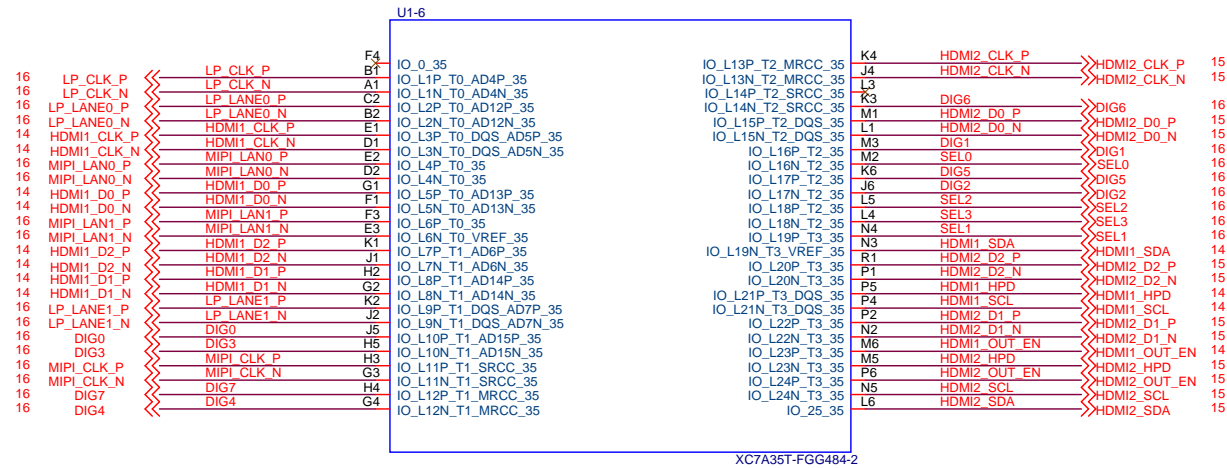 U1-6
F4 IO_0_35
16 LP_CLK_P LP_CLK_P B1 IO_L1P_T0_AD4P_35
16 LP_CLK_N LP_CLK_N A1 IO_L1N_T0_AD4N_35
16 LP_LANE0_P LP_LANE0_P C2 IO_L2P_T0_AD12P_35
16 LP_LANE0_N LP_LANE0_N B2 IO_L2N_T0_AD12N_35
14 HDMI1_CLK_P HDMI1_CLK_P E1 IO_L3P_T0_DQS_AD5P_35
14 HDMI1_CLK_N HDMI1_CLK_N D1 IO_L3N_T0_DQS_AD5N_35
16 MIPI_LAN0_P MIPI_LAN0_P E2 IO_L4P_T0_35
16 MIPI_LAN0_N MIPI_LAN0_N D2 IO_L4N_T0_35
14 HDMI1_D0_P HDMI1_D0_P G1 IO_L5P_T0_AD13P_35
14 HDMI1_D0_N HDMI1_D0_N F1 IO_L5N_T0_AD13N_35
16 MIPI_LAN1_P MIPI_LAN1_P F3 IO_L6P_T0_35
16 MIPI_LAN1_N MIPI_LAN1_N E3 IO_L6N_T0_VREF_35
14 HDMI1_D2_P HDMI1_D2_P K1 IO_L7P_T1_AD6P_35
14 HDMI1_D2_N HDMI1_D2_N J1 IO_L7N_T1_AD6N_35
14 HDMI1_D1_P HDMI1_D1_P H2 IO_L8P_T1_AD14P_35
14 HDMI1_D1_N HDMI1_D1_N G2 IO_L8N_T1_AD14N_35
16 LP_LANE1_P LP_LANE1_P K2 IO_L9P_T1_DQS_AD7P_35
16 LP_LANE1_N LP_LANE1_N J2 IO_L9N_T1_DQS_AD7N_35
16 DIG0 DIG0 J5 IO_L10P_T1_AD15P_35
16 DIG3 DIG3 H5 IO_L10N_T1_AD15N_35
16 MIPI_CLK_P MIPI_CLK_P H3 IO_L11P_T1_SRCC_35
16 MIPI_CLK_N MIPI_CLK_N G3 IO_L11N_T1_SRCC_35
16 DIG7 DIG7 H4 IO_L12P_T1_MRCC_35
16 DIG4 DIG4 G4 IO_L12N_T1_MRCC_35
IO_L13P_T2_MRCC_35 K4 HDMI2_CLK_P HDMI2_CLK_P 15
IO_L13N_T2_MRCC_35 J4 HDMI2_CLK_N HDMI2_CLK_N 15
IO_L14P_T2_SRCC_35 L3
IO_L14N_T2_SRCC_35 K3 DIG6 DIG6 16
IO_L15P_T2_DQS_35 M1 HDMI2_D0_P HDMI2_D0_P 15
IO_L15N_T2_DQS_35 L1 HDMI2_D0_N HDMI2_D0_N 15
IO_L16P_T2_35 M3 DIG1 DIG1 16
IO_L16N_T2_35 M2 SEL0 SEL0 16
IO_L17P_T2_35 K6 DIG5 DIG5 16
IO_L17N_T2_35 J6 DIG2 DIG2 16
IO_L18P_T2_35 L5 SEL2 SEL2 16
IO_L18N_T2_35 L4 SEL3 SEL3 16
IO_L19P_T3_35 N4 SEL1 SEL1 16
IO_L19N_T3_VREF_35 N3 HDMI1_SDA HDMI1_SDA 14
IO_L20P_T3_35 R1 HDMI2_D2_P HDMI2_D2_P 15
IO_L20N_T3_35 P1 HDMI2_D2_N HDMI2_D2_N 15
IO_L21P_T3_DQS_35 P5 HDMI1_HPD HDMI1_HPD 14
IO_L21N_T3_DQS_35 P4 HDMI1_SCL HDMI1_SCL 14
IO_L22P_T3_35 P2 HDMI2_D1_P HDMI2_D1_P 15
IO_L22N_T3_35 N2 HDMI2_D1_N HDMI2_D1_N 15
IO_L23P_T3_35 M6 HDMI1_OUT_EN HDMI1_OUT_EN 14
IO_L23N_T3_35 M5 HDMI2_HPD HDMI2_HPD 15
IO_L24P_T3_35 P6 HDMI2_OUT_EN HDMI2_OUT_EN 15
IO_L24N_T3_35 N5 HDMI2_SCL HDMI2_SCL 15
IO_25_35 L6 HDMI2_SDA HDMI2_SDA 15
XC7A35T-FGG484-2